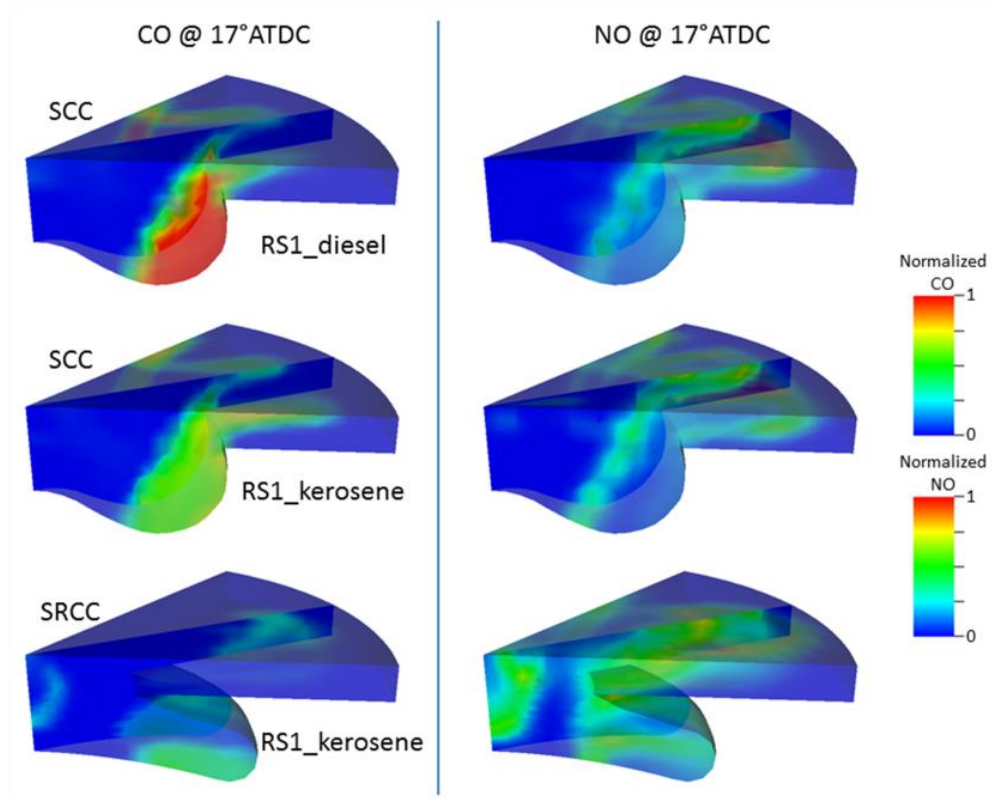 CO @ 17°ATDC
NO @ 17°ATDC
SCC
RS1_diesel
Normalized
CO
1
0
SCC
RS1_kerosene
Normalized
NO
1
0
SRCC
RS1_kerosene